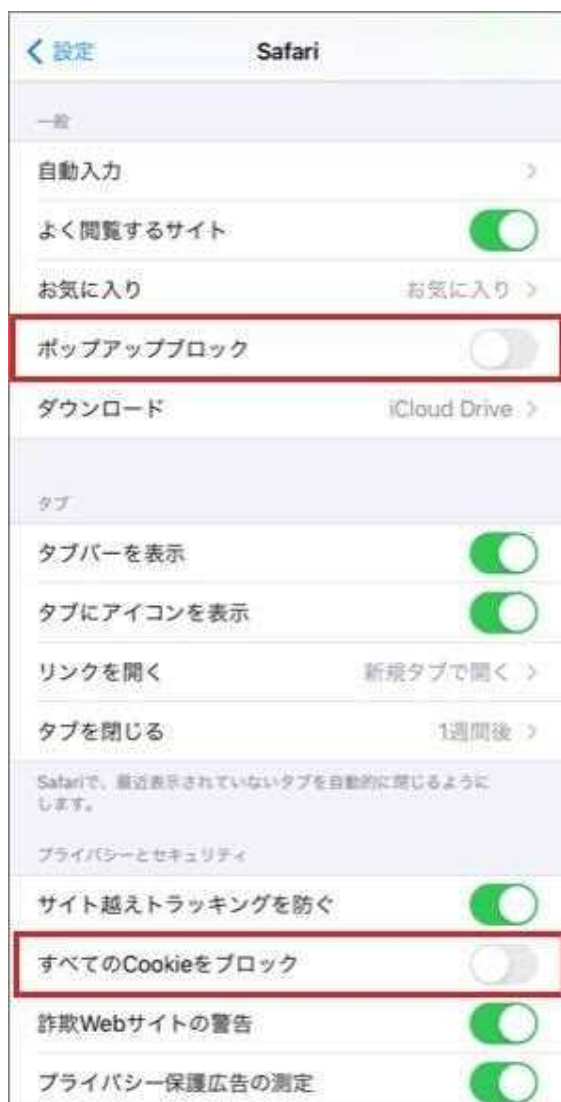 設定
Safari
一般
自動入力
よく閲覧するサイト
お気に入り お気に入り
ポップアップブロック
ダウンロード iCloud Drive
タブ
タブバーを表示
タブにアイコンを表示
リンクを開く 新規タブで開く
タブを閉じる 1週間後
Safariで、最近表示されていないタブを自動的に閉じるように
します。
プライバシーとセキュリティ
サイト越えトラッキングを防ぐ
すべてのCookieをブロック
詐欺Webサイトの警告
プライバシー保護広告の測定